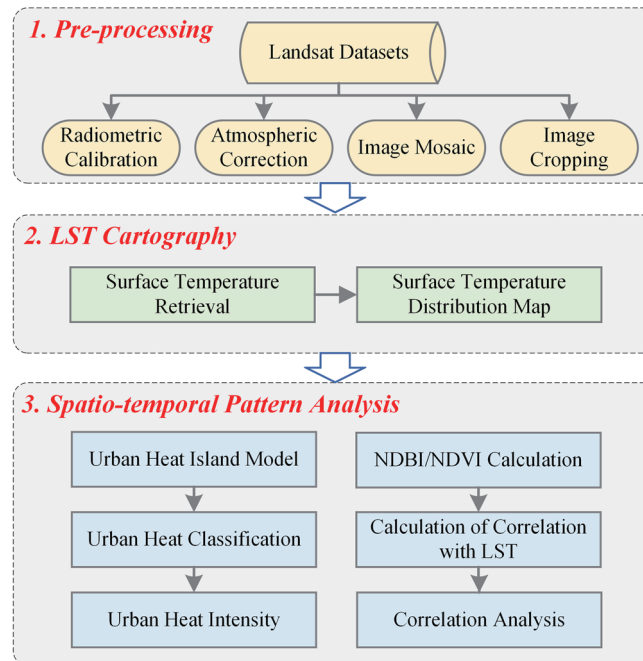 1. Pre-processing
Landsat Datasets
Radiometric
Calibration
Atmospheric
Correction
Image Mosaic
Image
Cropping
2. LST Cartography
Surface Temperature
Retrieval
Surface Temperature
Distribution Map
3. Spatio-temporal Pattern Analysis
Urban Heat Island Model
Urban Heat Classification
Urban Heat Intensity
NDBI/NDVI Calculation
Calculation of Correlation
with LST
Correlation Analysis